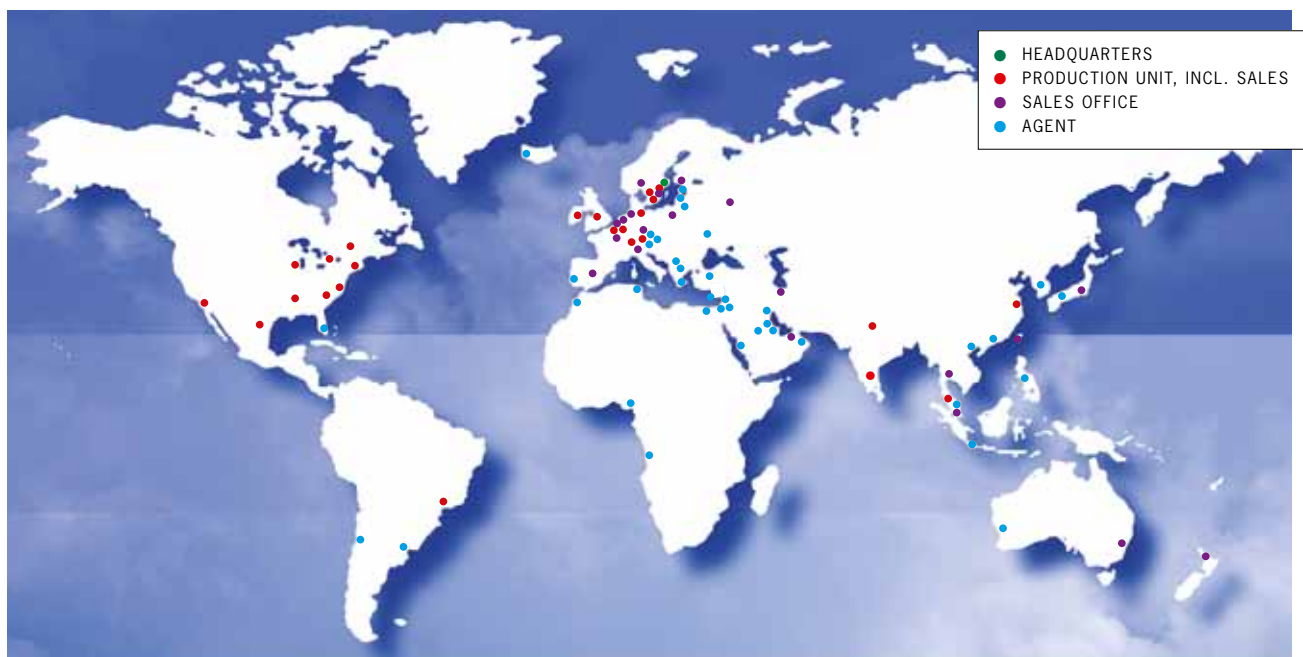 HEADQUARTERS
PRODUCTION UNIT, INCL. SALES
SALES OFFICE
AGENT